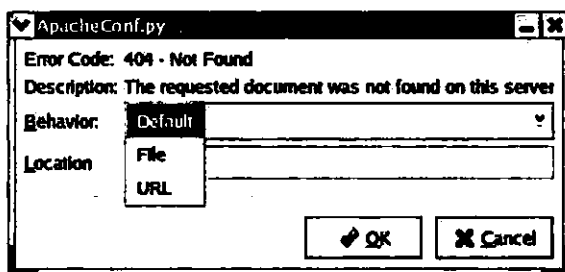 ApacheConf.py
Error Code: 404 - Not Found
Description: The requested document was not found on this server
Behavior: Default
File
Location
URL
OK Cancel